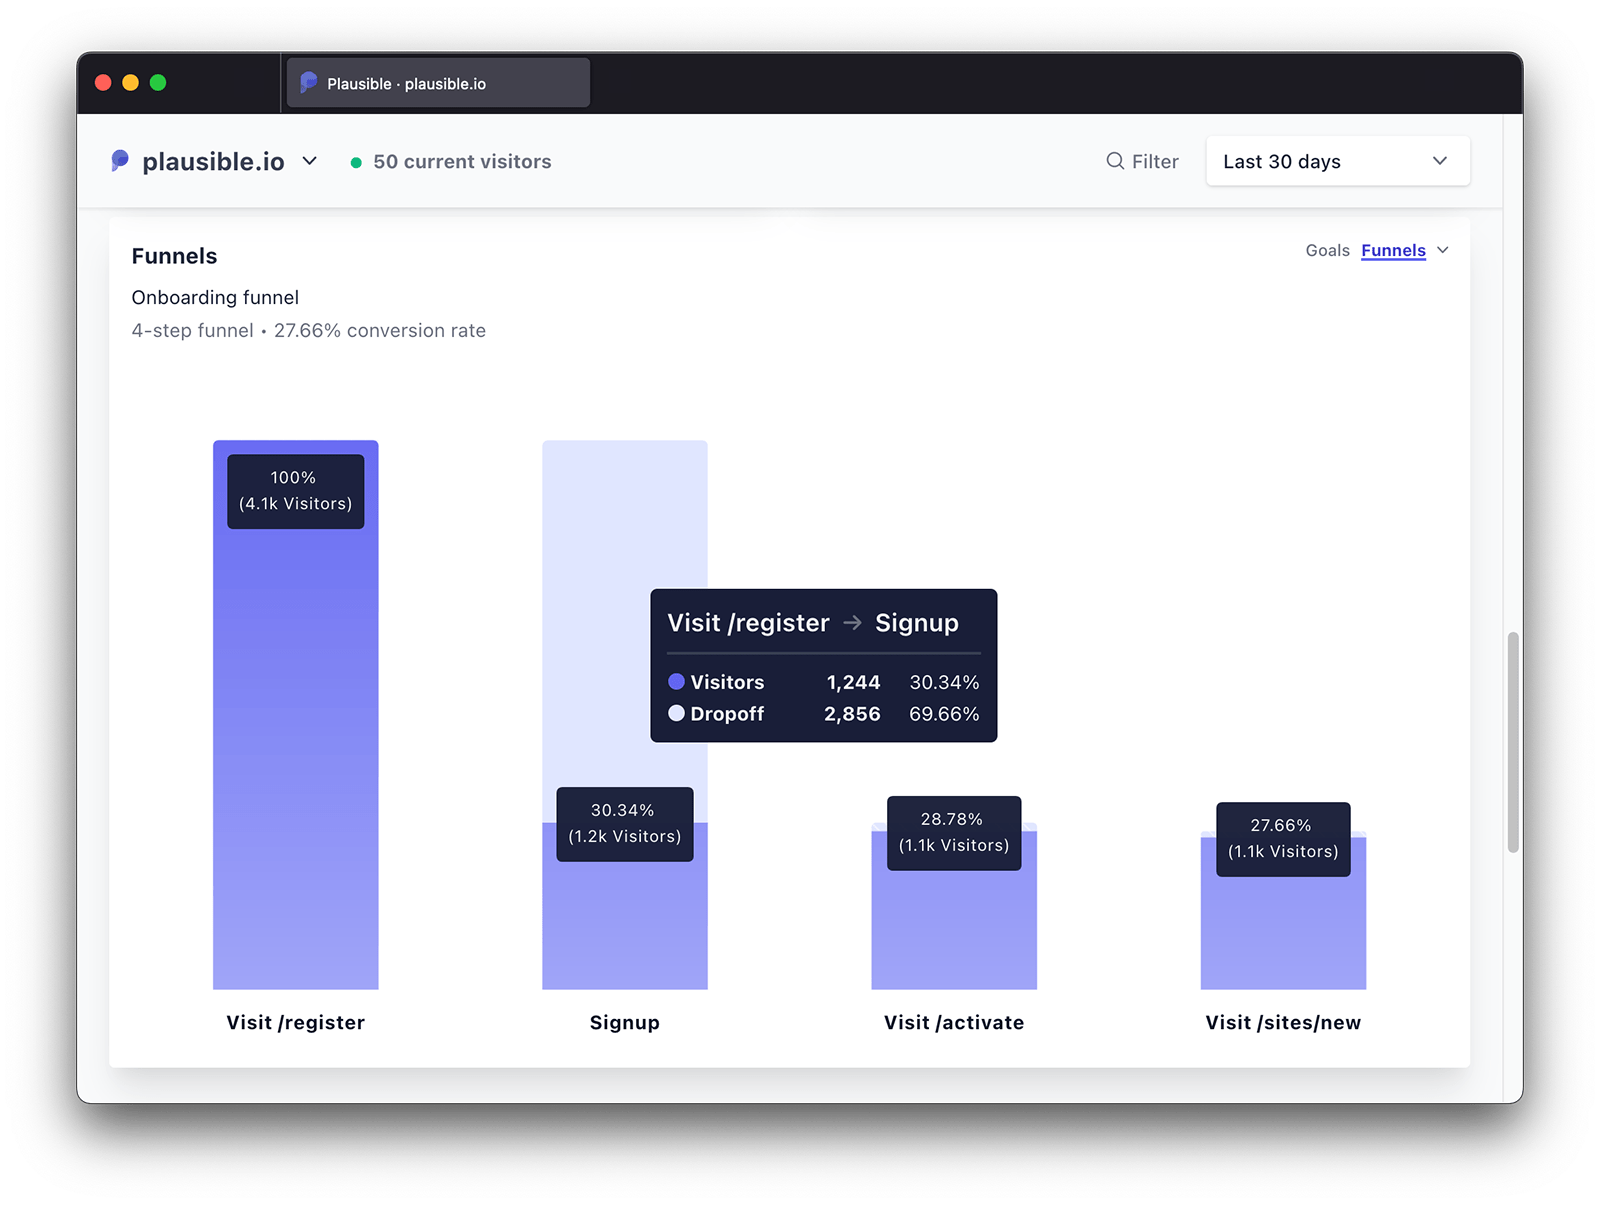 Plausible · plausible.io
plausible.io
50 current visitors
Filter
Last 30 days
Funnels
Goals Funnels
Onboarding funnel
4-step funnel • 27.66% conversion rate
100%
(4.1k Visitors)
Visit /register → Signup
Visitors 1,244 30.34%
Dropoff 2,856 69.66%
30.34%
(1.2k Visitors)
28.78%
(1.1k Visitors)
27.66%
(1.1k Visitors)
Visit /register
Signup
Visit /activate
Visit /sites/new